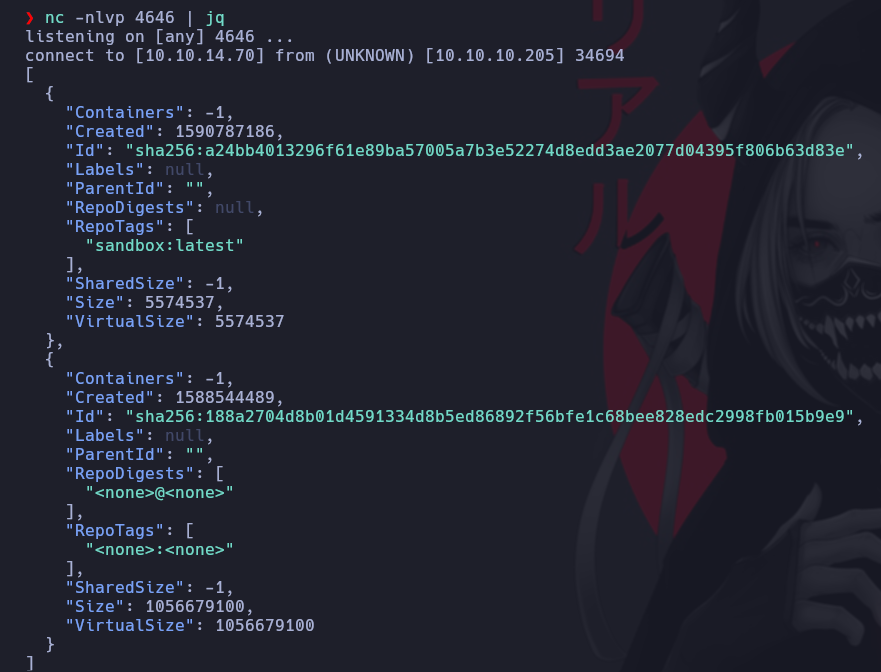 ❯ nc -nlvp 4646 | jq
listening on [any] 4646 ...
connect to [10.10.14.70] from (UNKNOWN) [10.10.10.205] 34694
[
  {
    "Containers": -1,
    "Created": 1590787186,
    "Id": "sha256:a24bb4013296f61e89ba57005a7b3e52274d8edd3ae2077d04395f806b63d83e",
    "Labels": null,
    "ParentId": "",
    "RepoDigests": null,
    "RepoTags": [
      "sandbox:latest"
    ],
    "SharedSize": -1,
    "Size": 5574537,
    "VirtualSize": 5574537
  },
  {
    "Containers": -1,
    "Created": 1588544489,
    "Id": "sha256:188a2704d8b01d4591334d8b5ed86892f56bfe1c68bee828edc2998fb015b9e9",
    "Labels": null,
    "ParentId": "",
    "RepoDigests": [
      "<none>@<none>"
    ],
    "RepoTags": [
      "<none>:<none>"
    ],
    "SharedSize": -1,
    "Size": 1056679100,
    "VirtualSize": 1056679100
  }
]
リアル